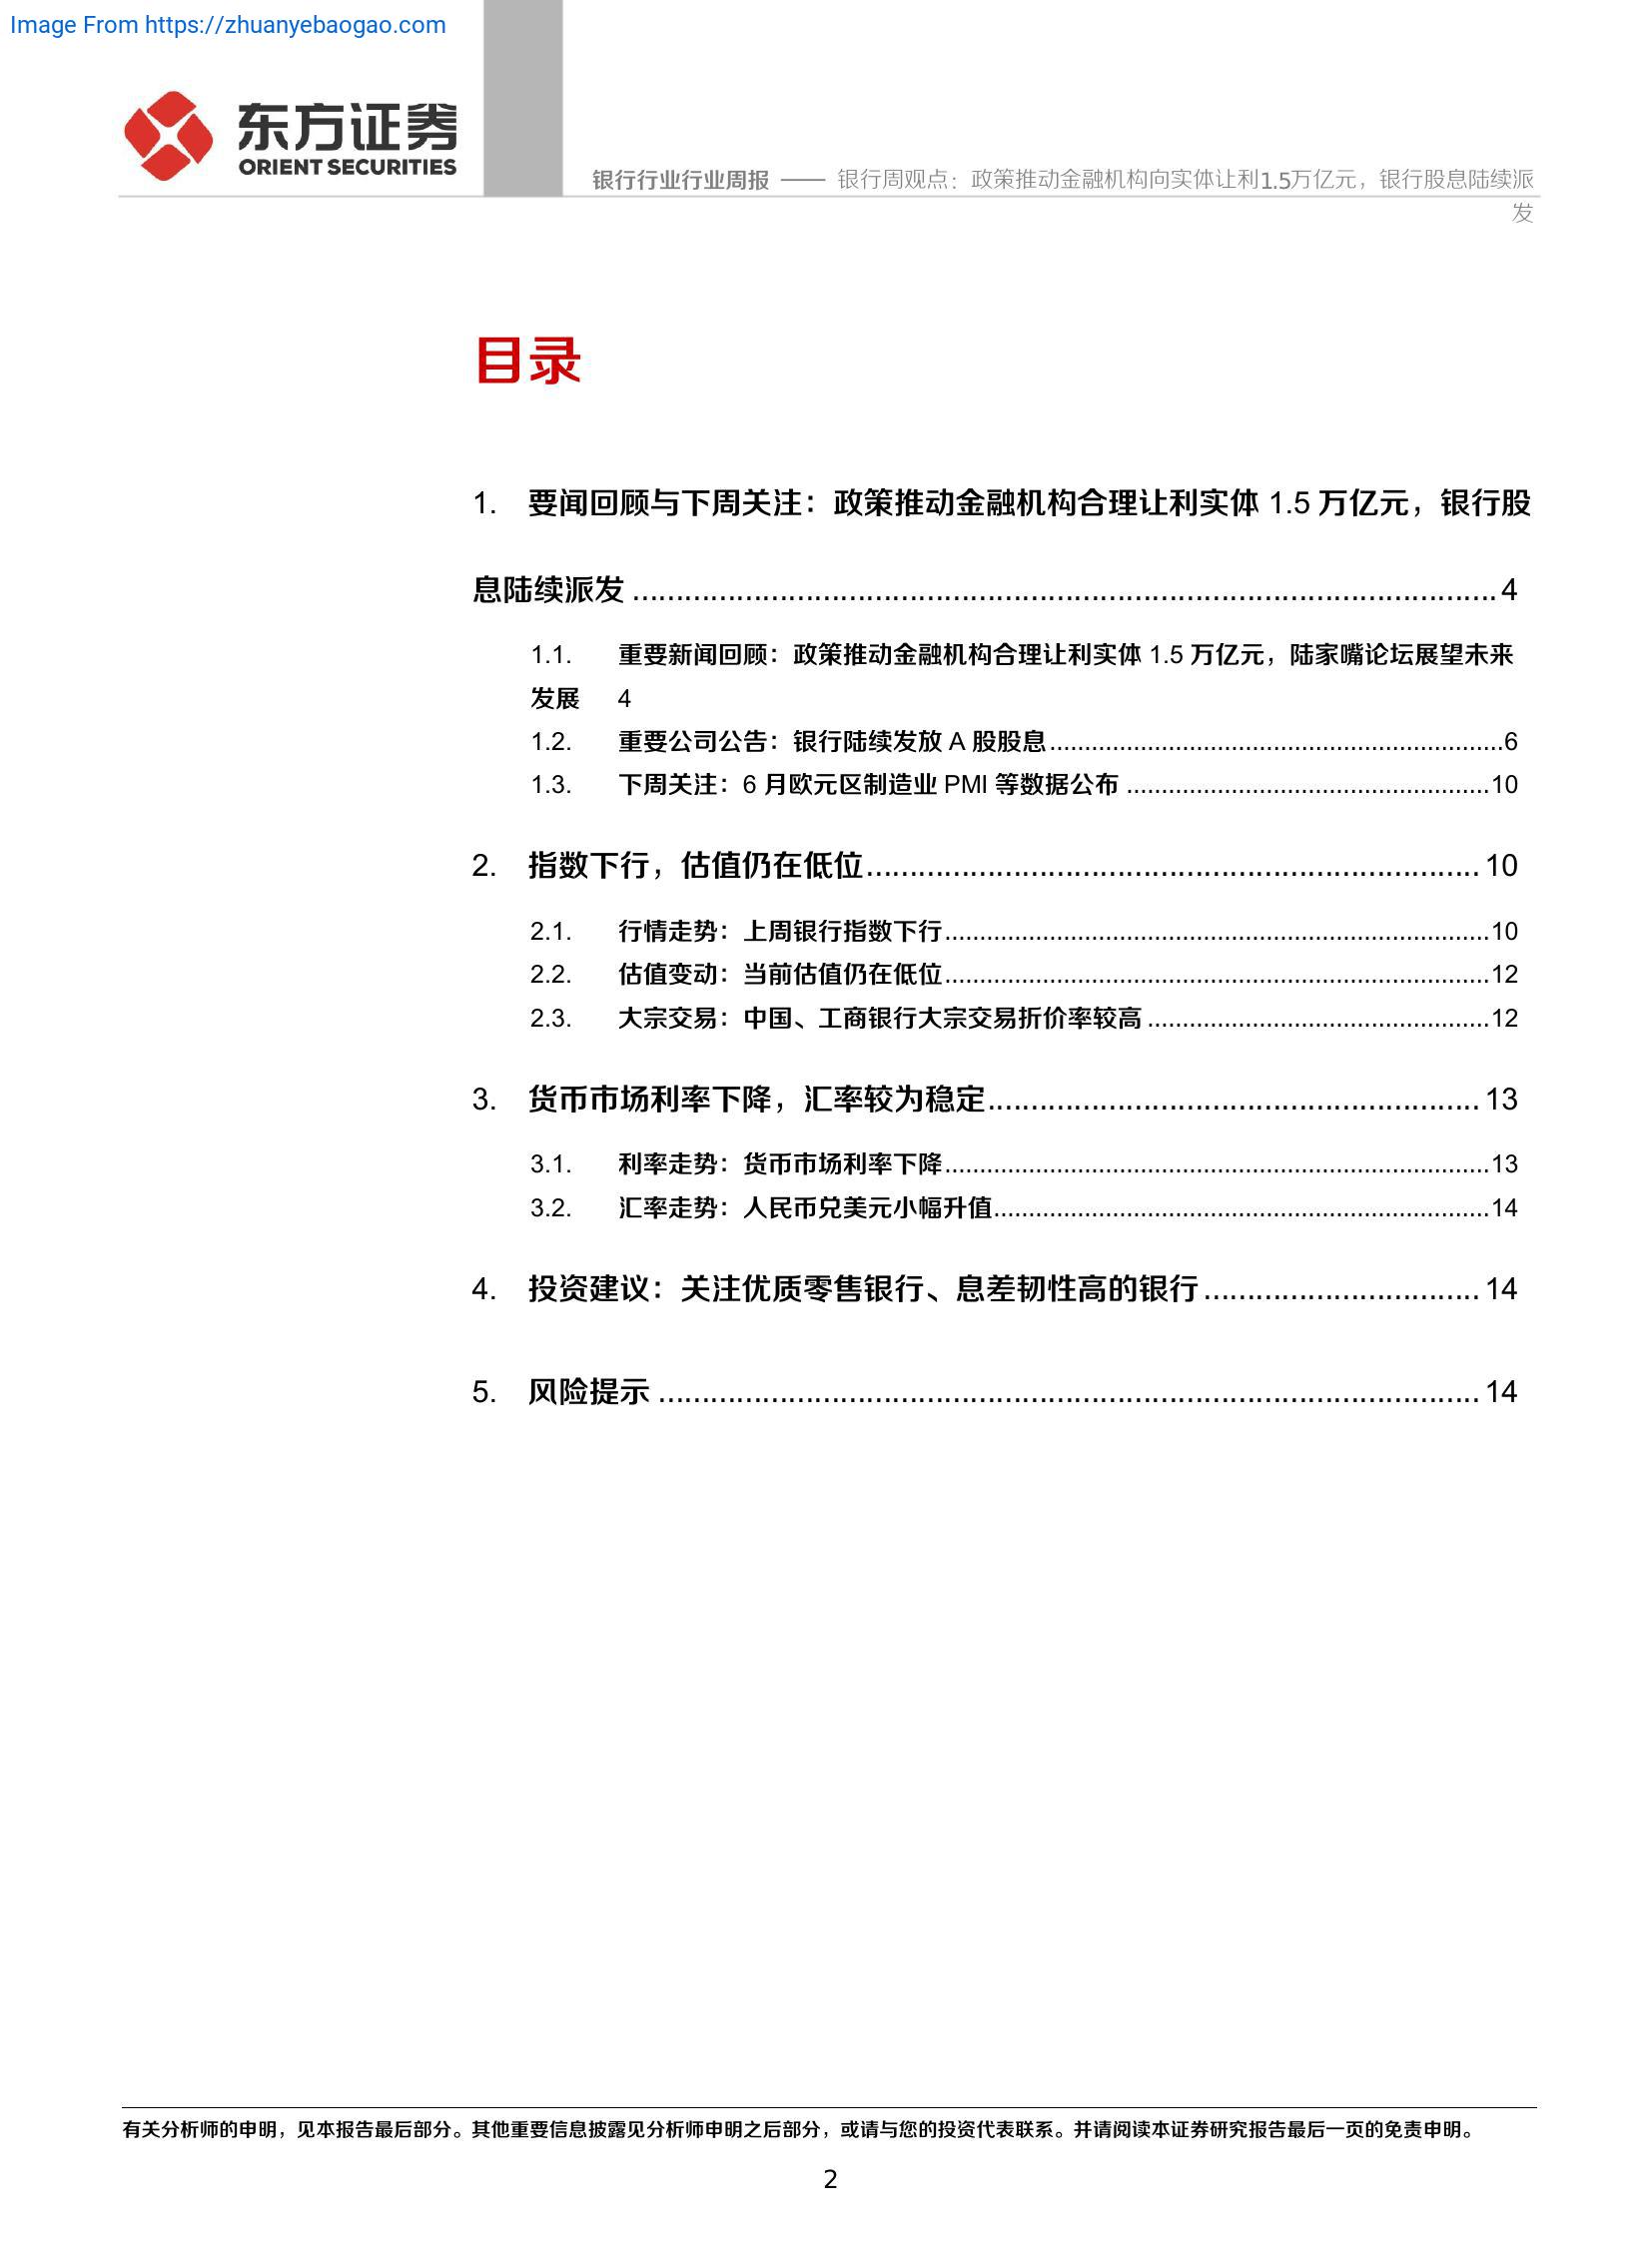 Image From https://zhuanyebaogao.com
东方证券
ORIENT SECURITIES
银行行业行业周报 —— 银行周观点：政策推动金融机构向实体让利1.5万亿元，银行股息陆续派
发
目录
1. 要闻回顾与下周关注：政策推动金融机构合理让利实体 1.5 万亿元，银行股
息陆续派发 ........................................................................................... 4
1.1. 重要新闻回顾：政策推动金融机构合理让利实体 1.5 万亿元，陆家嘴论坛展望未来
发展 4
1.2. 重要公司公告：银行陆续发放 A 股股息.................................................................6
1.3. 下周关注：6 月欧元区制造业 PMI 等数据公布 ....................................................10
2. 指数下行，估值仍在低位................................................................. 10
2.1. 行情走势：上周银行指数下行..............................................................................10
2.2. 估值变动：当前估值仍在低位..............................................................................12
2.3. 大宗交易：中国、工商银行大宗交易折价率较高 .................................................12
3. 货币市场利率下降，汇率较为稳定.................................................... 13
3.1. 利率走势：货币市场利率下降..............................................................................13
3.2. 汇率走势：人民币兑美元小幅升值.......................................................................14
4. 投资建议：关注优质零售银行、息差韧性高的银行 ............................. 14
5. 风险提示 ....................................................................................... 14
有关分析师的申明，见本报告最后部分。其他重要信息披露见分析师申明之后部分，或请与您的投资代表联系。并请阅读本证券研究报告最后一页的免责申明。
2